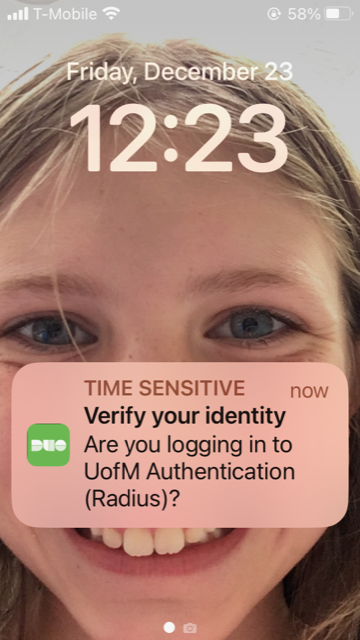 T-Mobile 58%
Friday, December 23
12:23
TIME SENSITIVE now
Verify your identity
DUO Are you logging in to
UofM Authentication
(Radius)?